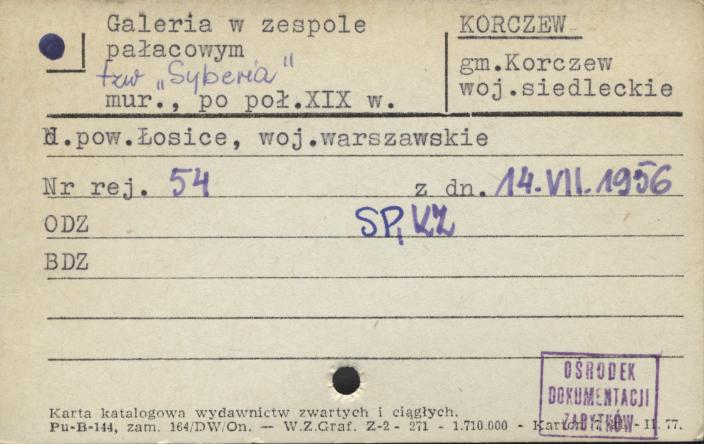 Galeria w zespole
pałacowym
tzw "Syberia"
mur., po poł.XIX w.
KORCZEW
gm.Korczew
woj.siedleckie
d.pow.Łosice, woj.warszawskie
Nr rej. 54 z dn. 14.VII.1956
ODZ SP, KZ
BDZ
OŚRODEK
DOKUMENTACJI
ZABYTKÓW
Karta katalogowa wydawnictw zwartych i ciągłych.
Pu-B-144, zam. 164/DW/On. — W.Z.Graf. Z-2 - 271 - 1.710.000 - 77.